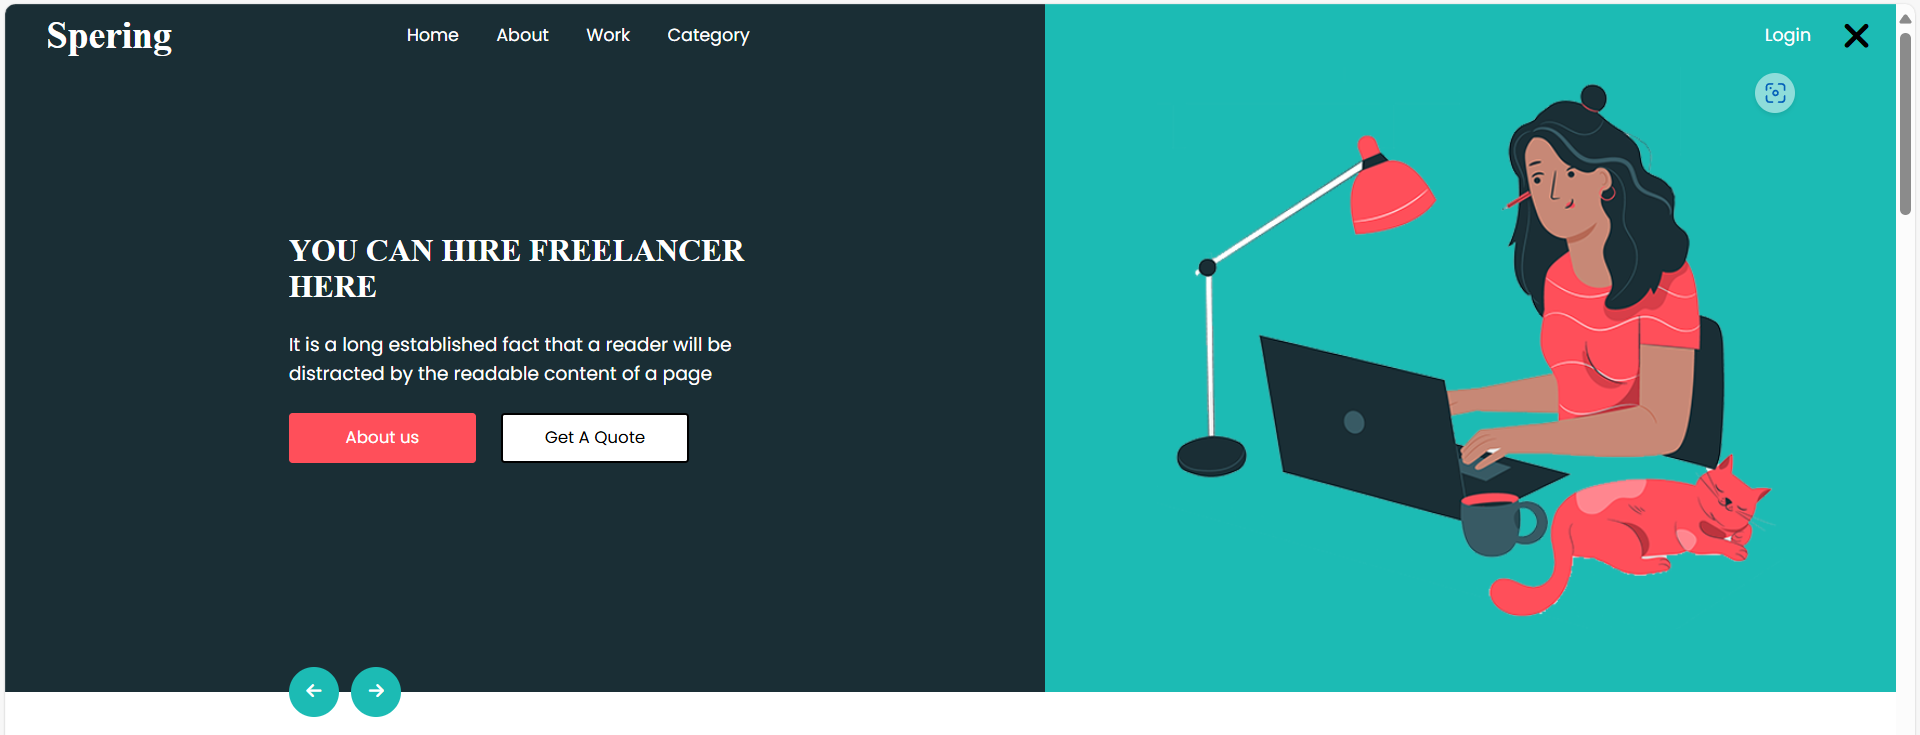 Spering
Home About Work Category
Login
YOU CAN HIRE FREELANCER
HERE
It is a long established fact that a reader will be
distracted by the readable content of a page
About us
Get A Quote